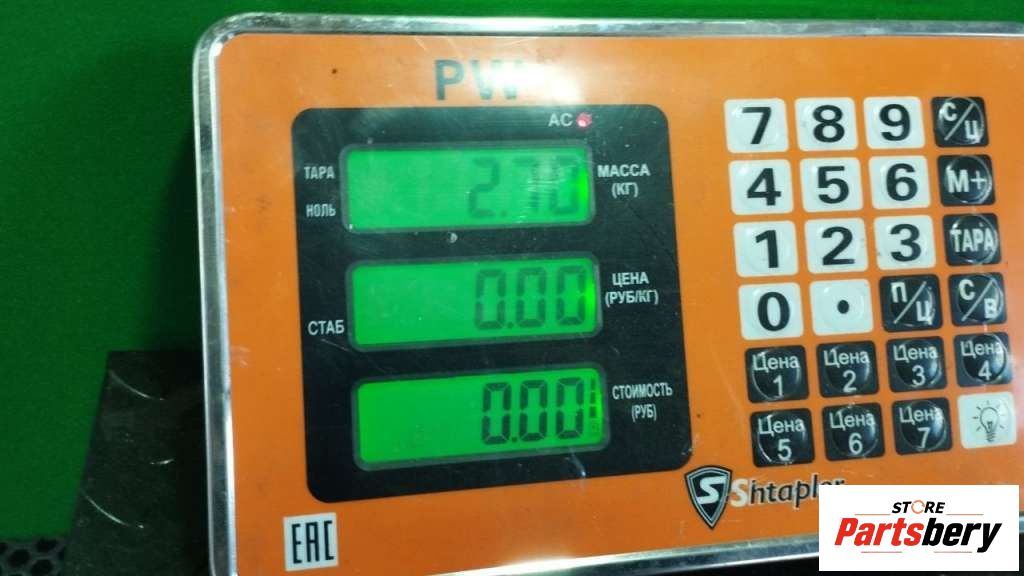 PW
AC
ТАРА
НОЛЬ
2.70
МАССА
(КГ)
СТАБ
0.00
ЦЕНА
(РУБ/КГ)
0.00
СТОИМОСТЬ
(РУБ)
7 8 9 С/Ц
4 5 6 М+
1 2 3 ТАРА
0 . П/Ц С/В
Цена 1 Цена 2 Цена 3 Цена 4
Цена 5 Цена 6 Цена 7
S Shtapler
EAC
STORE
Partsbery